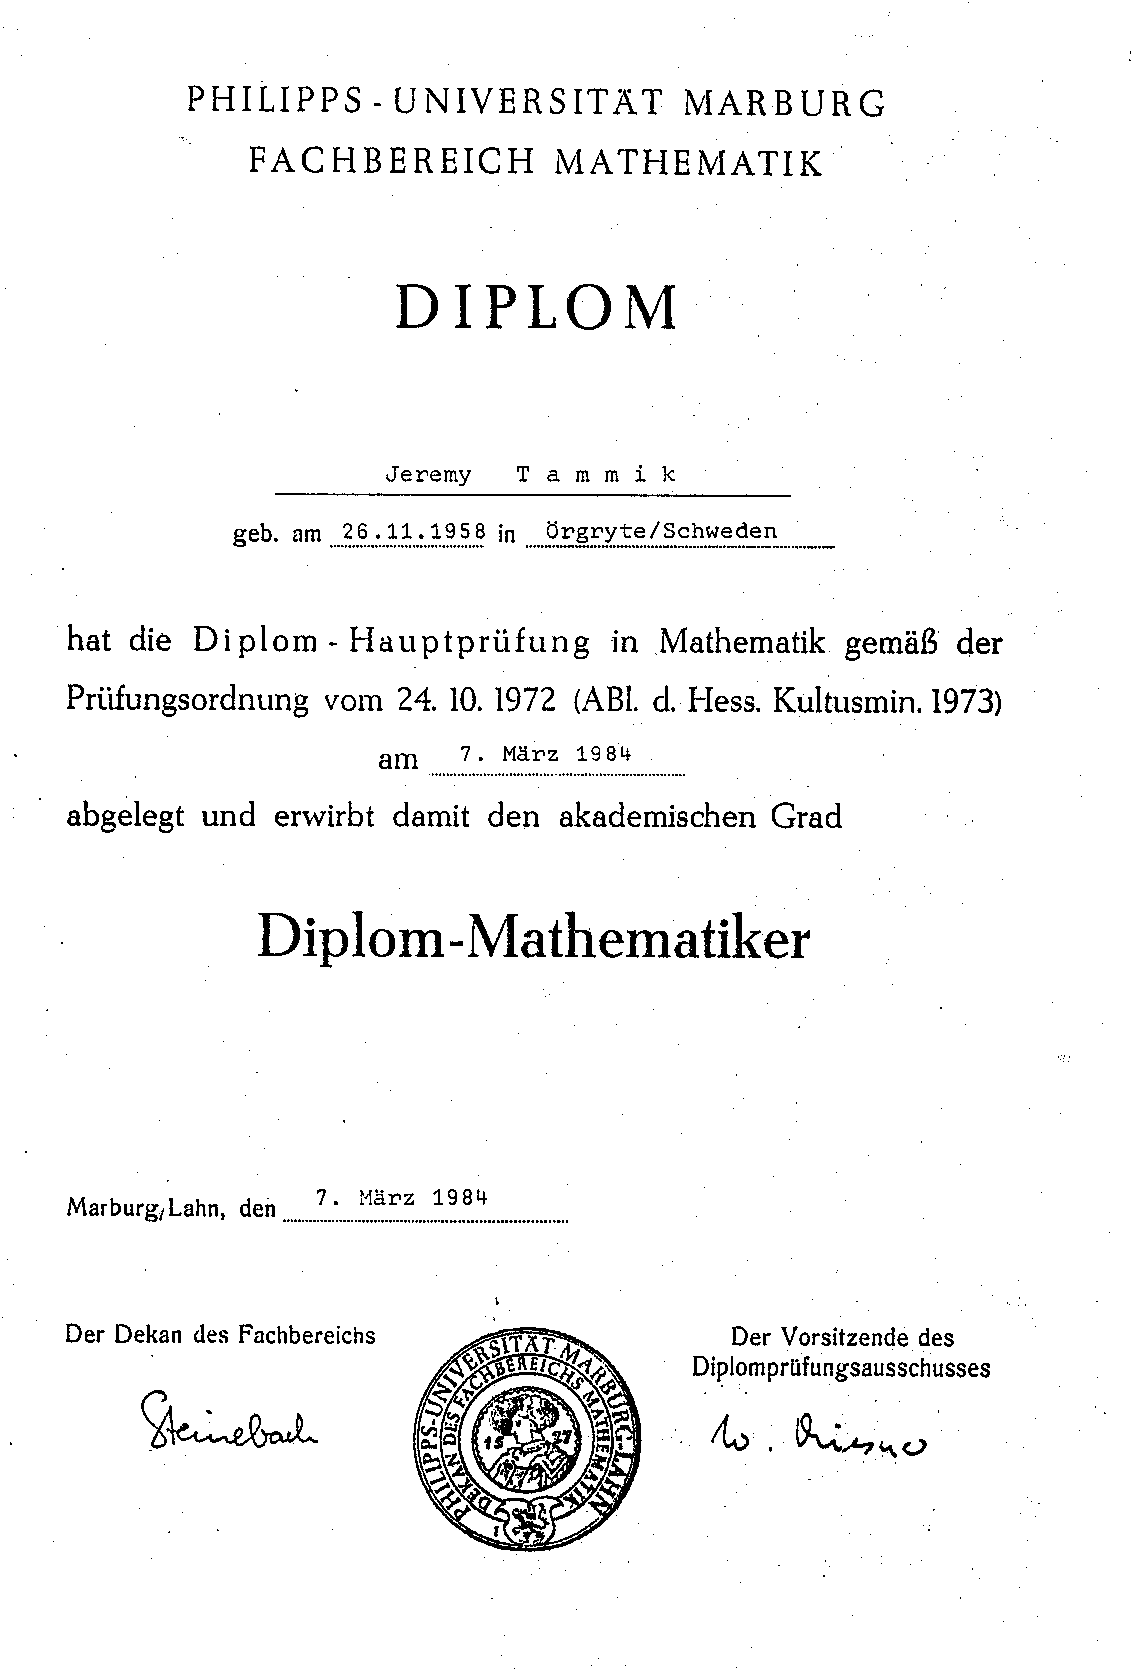 PHILIPPS-UNIVERSITÄT MARBURG
FACHBEREICH MATHEMATIK
DIPLOM
Jeremy T a m m i k
geb. am 26.11.1958 in Örgryte/Schweden
hat die Diplom-Hauptprüfung in Mathematik gemäß der
Prüfungsordnung vom 24. 10. 1972 (ABl. d. Hess. Kultusmin. 1973)
am 7. März 1984
abgelegt und erwirbt damit den akademischen Grad
Diplom-Mathematiker
Marburg/Lahn, den 7. März 1984
Der Dekan des Fachbereichs
Der Vorsitzende des
Diplomprüfungsausschusses
Steinebach
PHILIPPS-UNIVERSITÄT MARBURG-LAHN
DEKAN DES FACHBEREICHS MATHEMATIK
15 27
1
W.